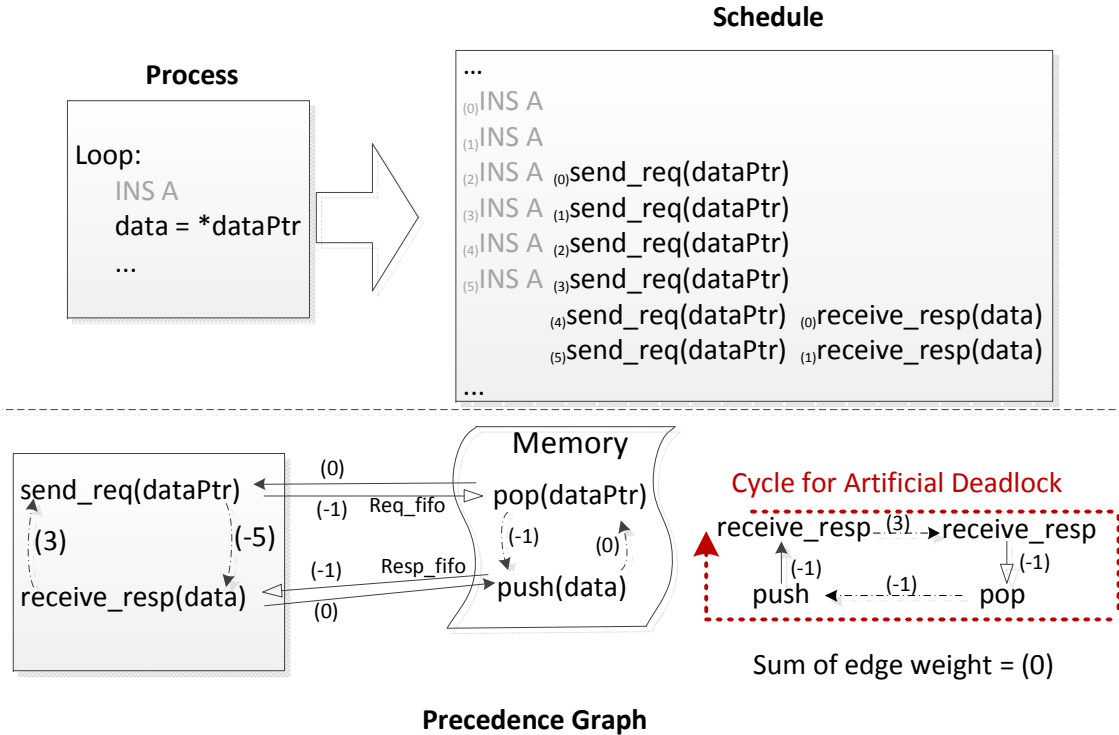 Schedule
Process
Loop:
INS A
data = *dataPtr
...
...
(0)INS A
(1)INS A
(2)INS A (0)send_req(dataPtr)
(3)INS A (1)send_req(dataPtr)
(4)INS A (2)send_req(dataPtr)
(5)INS A (3)send_req(dataPtr)
(4)send_req(dataPtr) (0)receive_resp(data)
(5)send_req(dataPtr) (1)receive_resp(data)
...
send_req(dataPtr)
(3)
(-5)
receive_resp(data)
(0)
(-1) Req_fifo
(-1) Resp_fifo
(0)
Memory
pop(dataPtr)
(-1)
(0)
push(data)
Cycle for Artificial Deadlock
receive_resp (3) receive_resp
(-1)
(-1)
(-1)
push
pop
Sum of edge weight = (0)
Precedence Graph